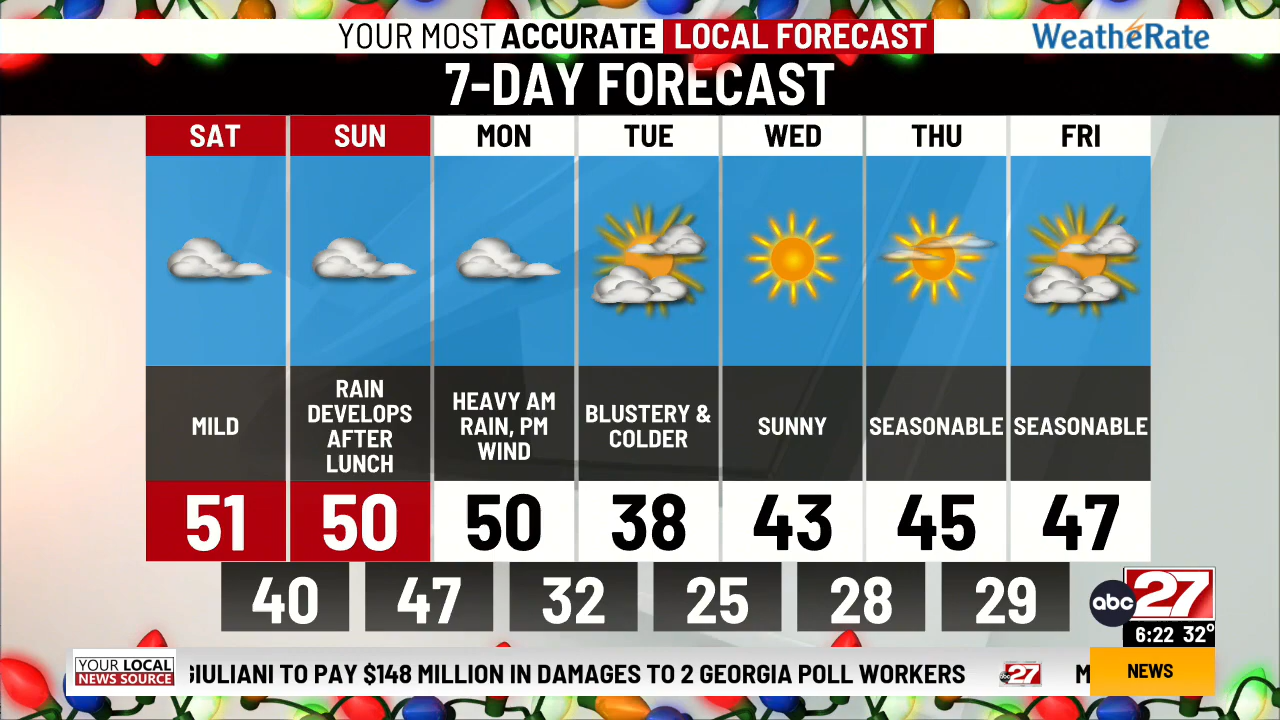 YOUR MOST ACCURATE LOCAL FORECAST
WeatheRate
7-DAY FORECAST
SAT SUN MON TUE WED THU FRI
MILD
RAIN
DEVELOPS
AFTER
LUNCH
HEAVY AM
RAIN, PM
WIND
BLUSTERY &
COLDER
SUNNY
SEASONABLE
SEASONABLE
51 50 50 38 43 45 47
40 47 32 25 28 29
abc 27
6:22 32°
YOUR LOCAL
NEWS SOURCE
GIULIANI TO PAY $148 MILLION IN DAMAGES TO 2 GEORGIA POLL WORKERS
abc 27
M
NEWS